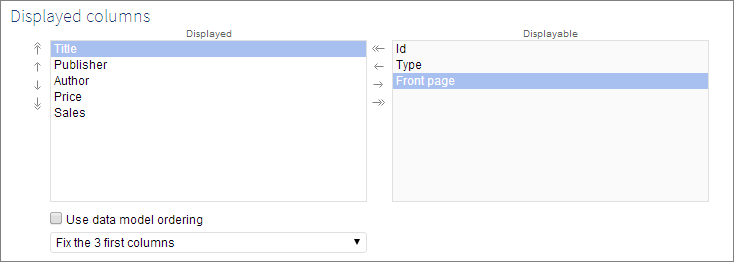 Displayed columns
Displayed
Displayable
Title
Publisher
Author
Price
Sales
Id
Type
Front page
Use data model ordering
Fix the 3 first columns